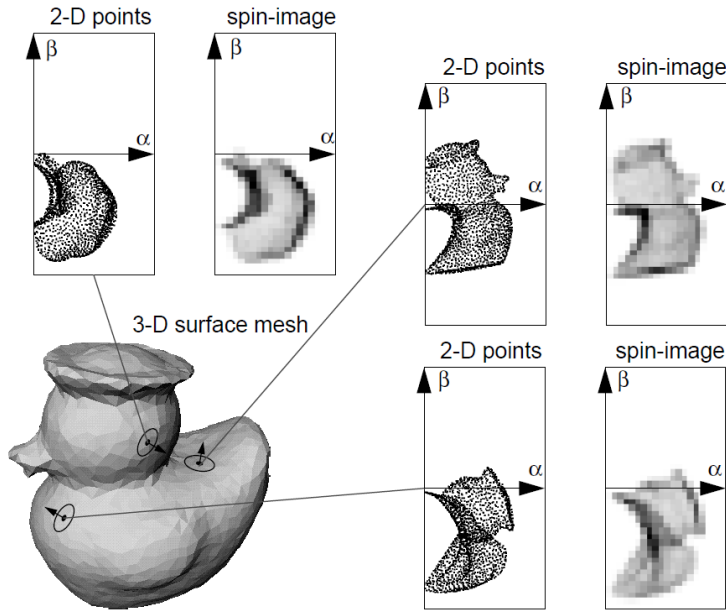 2-D points
spin-image
β
α
α
2-D points
spin-image
β
α
α
3-D surface mesh
2-D points
spin-image
β
α
α